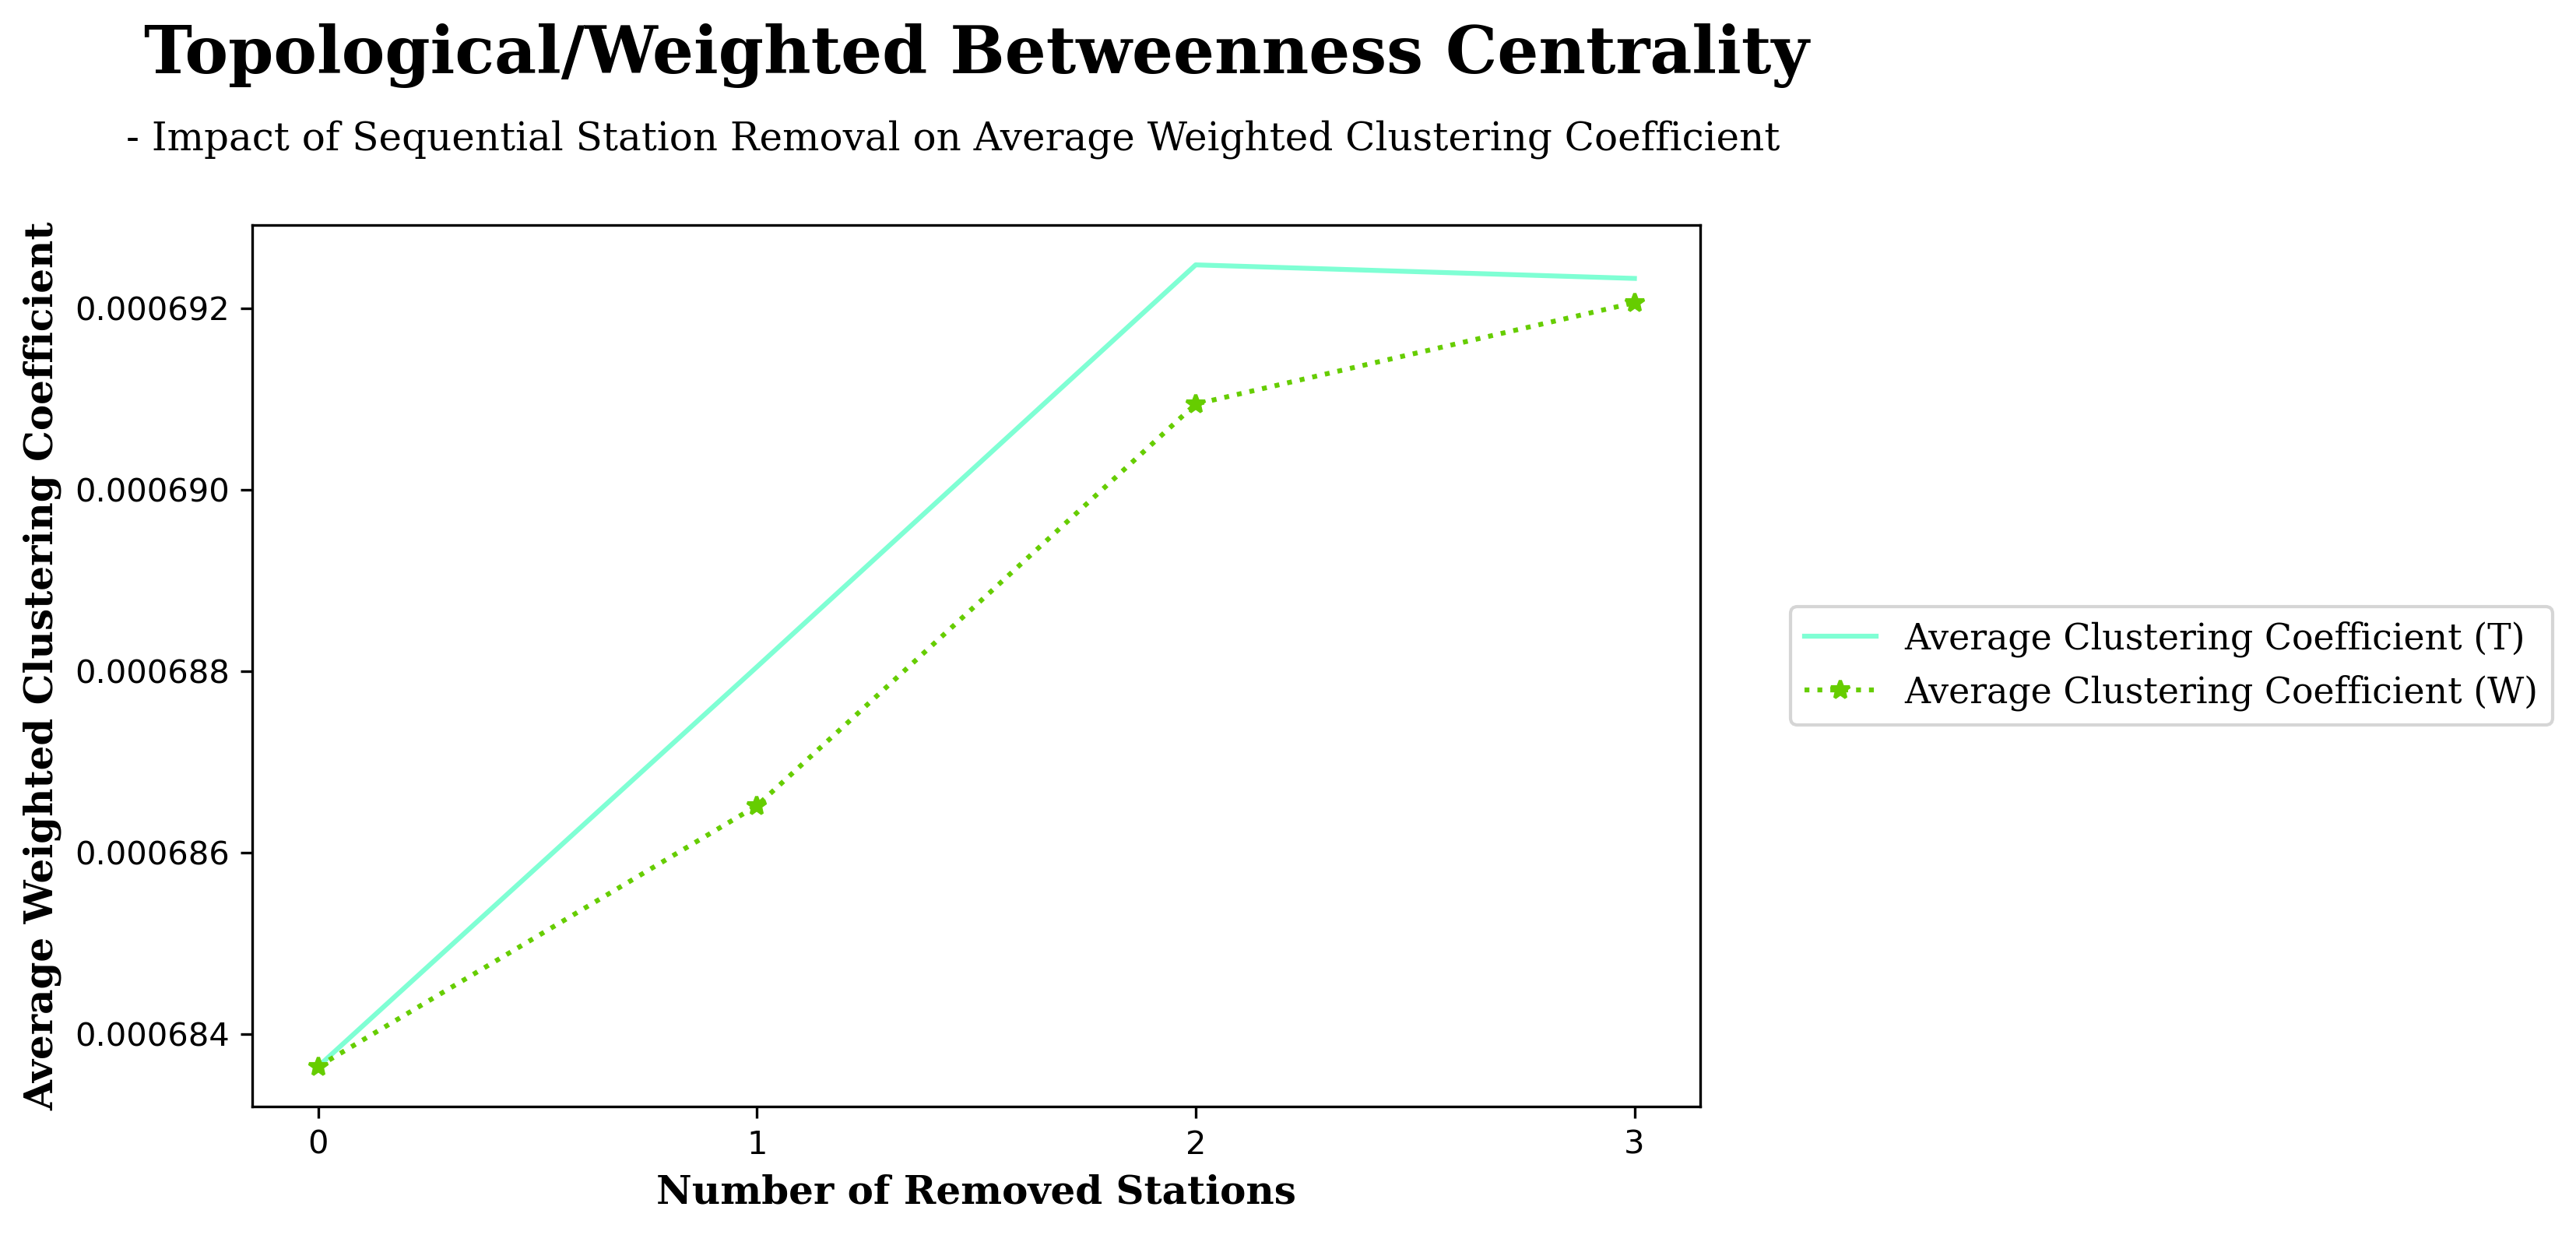 Topological/Weighted Betweenness Centrality
- Impact of Sequential Station Removal on Average Weighted Clustering Coefficient
Average Weighted Clustering Coefficient
0.000692
0.000690
0.000688
0.000686
0.000684
0
1
2
3
Number of Removed Stations
Average Clustering Coefficient (T)
Average Clustering Coefficient (W)